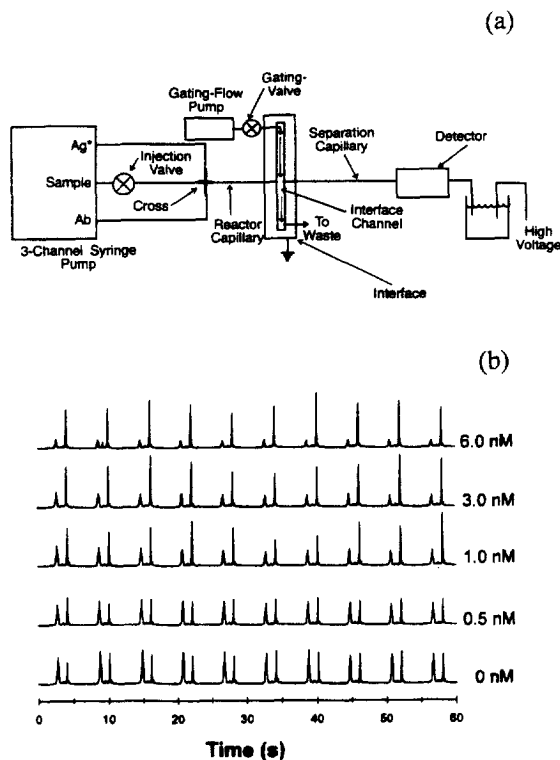 (a)
Gating-
Valve
Gating-Flow
Pump
Separation
Capillary
Detector
Ag*
Injection
Valve
Sample
Cross
Ab
Reactor
Capillary
To
Waste
Interface
Channel
High
Voltage
3-Channel Syringe
Pump
Interface
(b)
6.0 nM
3.0 nM
1.0 nM
0.5 nM
0 nM
0 10 20 30 40 50 60
Time (s)